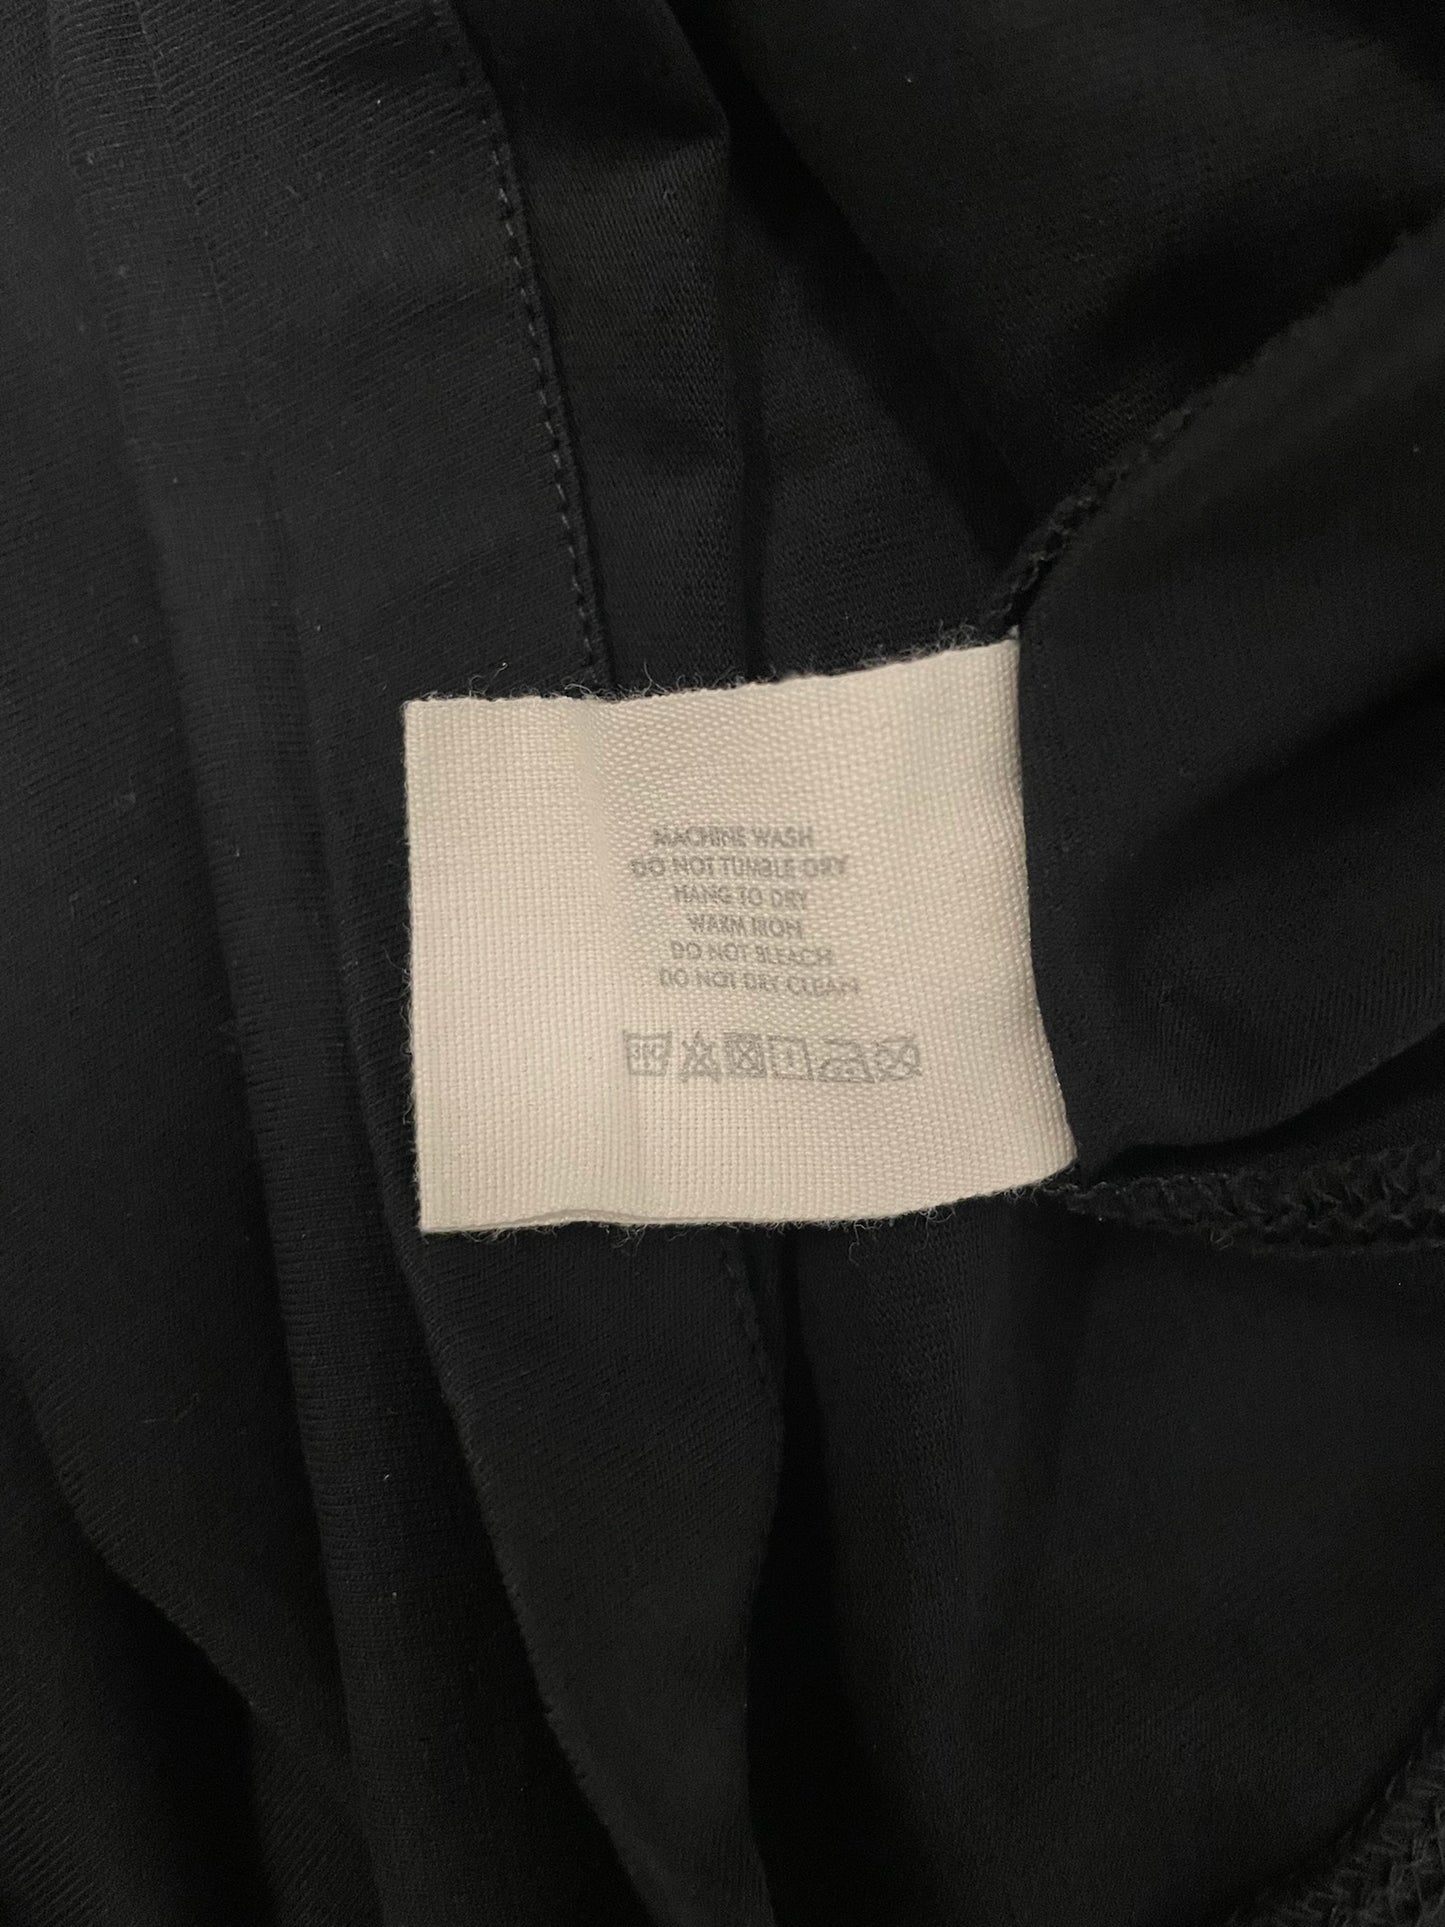 MACHINE WASH
DO NOT TUMBLE DRY
HANG TO DRY
WARM IRON
DO NOT BLEACH
DO NOT DRY CLEAN